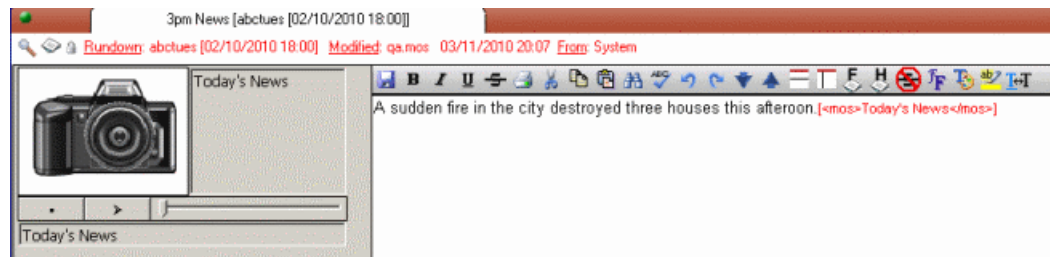 3pm News [abctues [02/10/2010 18:00]]
Rundown: abctues [02/10/2010 18:00] Modified: qa.mos 03/11/2010 20:07 From: System
Today's News
A sudden fire in the city destroyed three houses this afteroon.[<mos>Today's News</mos>]
Today's News